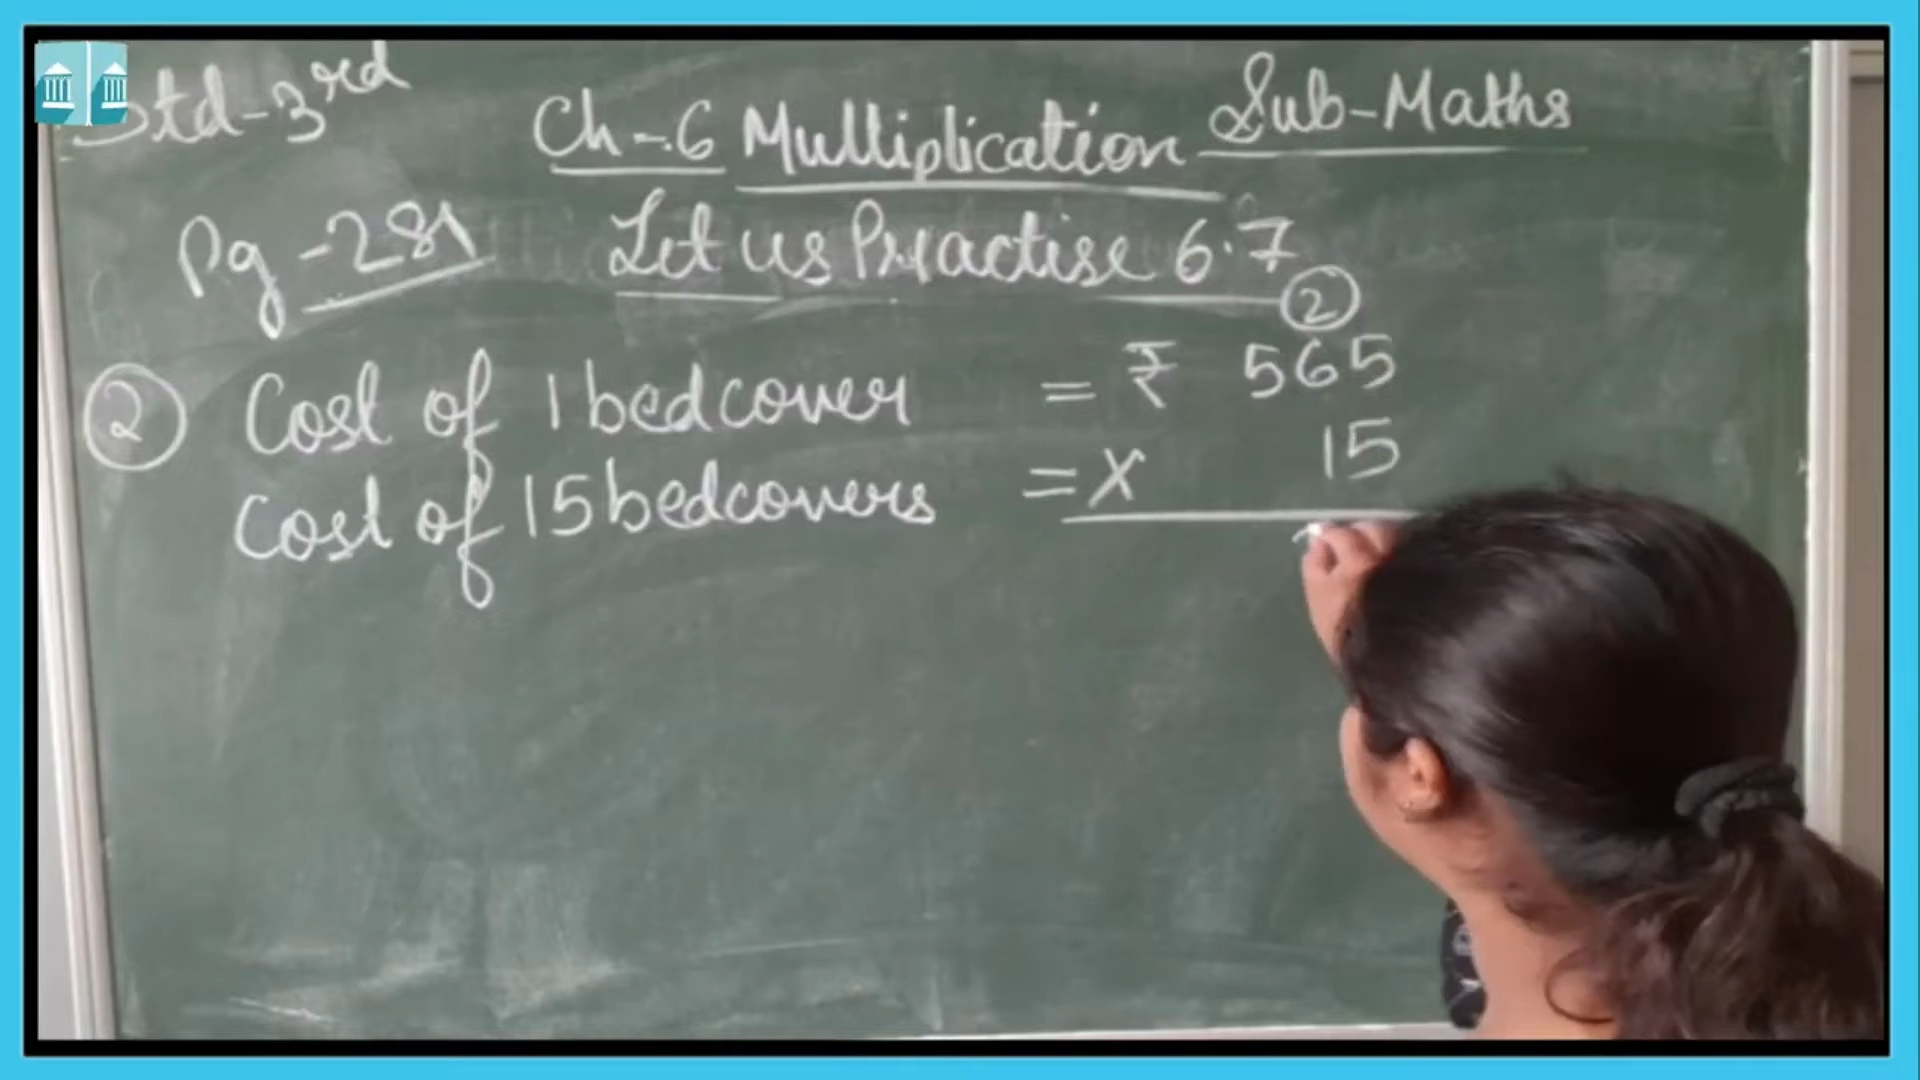 Std-3rd
Ch-6 Multiplication Sub-Maths
Pg-281 Let us Practise 6.7
②
② Cost of 1 bedcover = ₹ 565
Cost of 15 bedcovers = X 15